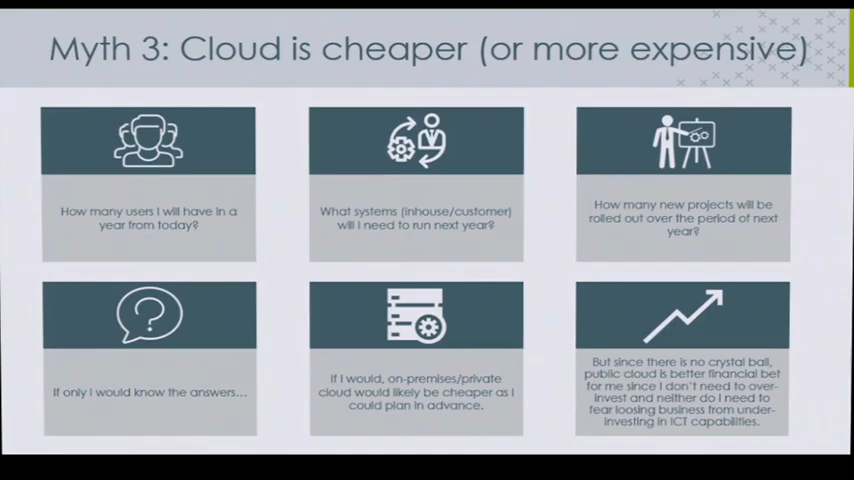 Myth 3: Cloud is cheaper (or more expensive)
How many users I will have in a
year from today?
What systems (inhouse/customer)
will I need to run next year?
How many new projects will be
rolled out over the period of next
year?
If only I would know the answers...
If I would, on-premises/private
cloud would likely be cheaper as I
could plan in advance.
But since there is no crystal ball,
public cloud is better financial bet
for me since I don't need to over-
invest and neither do I need to
fear loosing business from under-
investing in ICT capabilities.